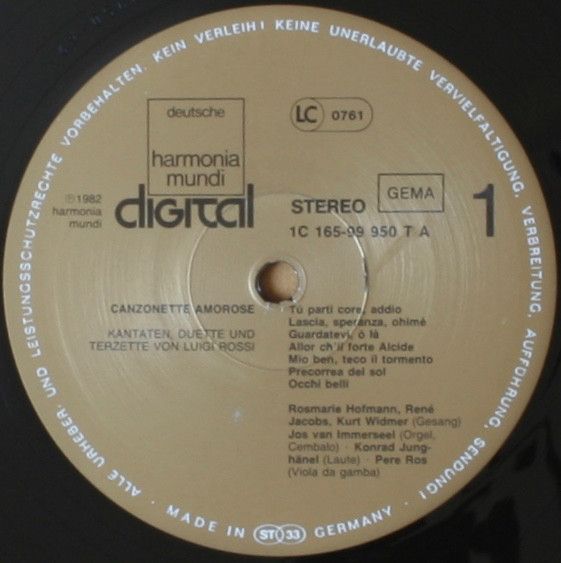 ALLE URHEBER- UND LEISTUNGSSCHUTZRECHTE VORBEHALTEN. KEIN VERLEIH! KEINE UNERLAUBTE VERVIELFÄLTIGUNG, VERBREITUNG, AUFFÜHRUNG, SENDUNG!
deutsche
harmonia
mundi
LC 0761
℗ 1982
harmonia
mundi
digital
STEREO
GEMA
1
1C 165-99 950 T A
CANZONETTE AMOROSE
KANTATEN, DUETTE UND
TERZETTE VON LUIGI ROSSI
Tù parti core, addio
Lascia, speranza, ohimé
Guardatevi, ò là
Allor ch'il forte Alcide
Mio ben, teco il tormento
Precorrea del sol
Occhi belli
Rosmarie Hofmann, René
Jacobs, Kurt Widmer (Gesang)
Jos van Immerseel (Orgel,
Cembalo) · Konrad Jung-
hänel (Laute) · Pere Ros
(Viola da gamba)
· MADE IN ST 33 GERMANY ·